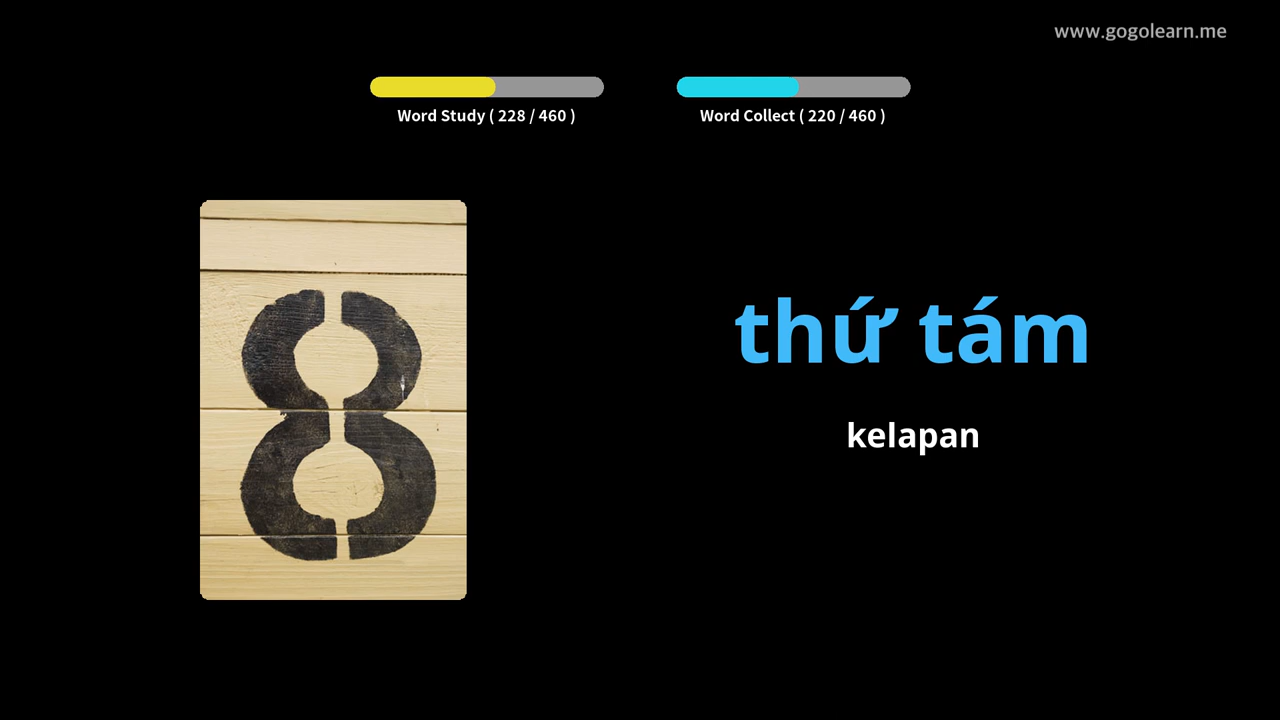 www.gogolearn.me
Word Study ( 228 / 460 )
Word Collect ( 220 / 460 )
8
thứ tám
kelapan